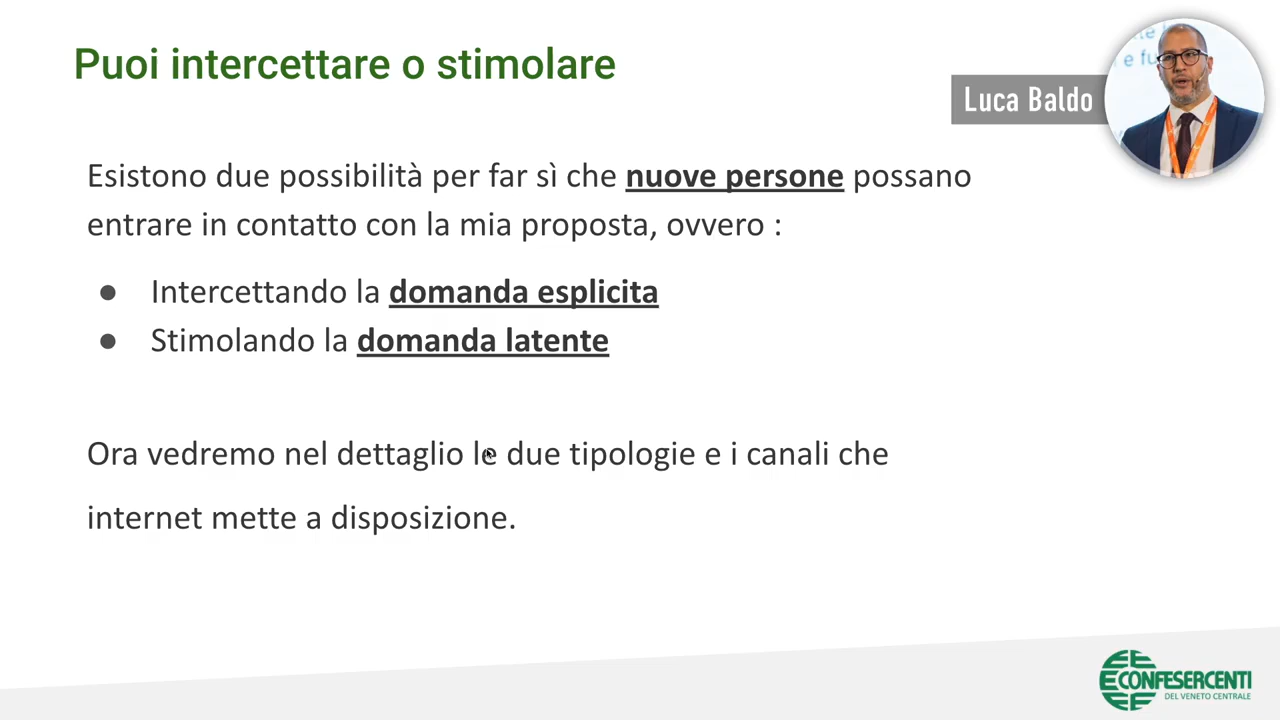 Puoi intercettare o stimolare
Luca Baldo
Esistono due possibilità per far sì che nuove persone possano
entrare in contatto con la mia proposta, ovvero :
● Intercettando la domanda esplicita
● Stimolando la domanda latente
Ora vedremo nel dettaglio le due tipologie e i canali che
internet mette a disposizione.
CONFESERCENTI
DEL VENETO CENTRALE